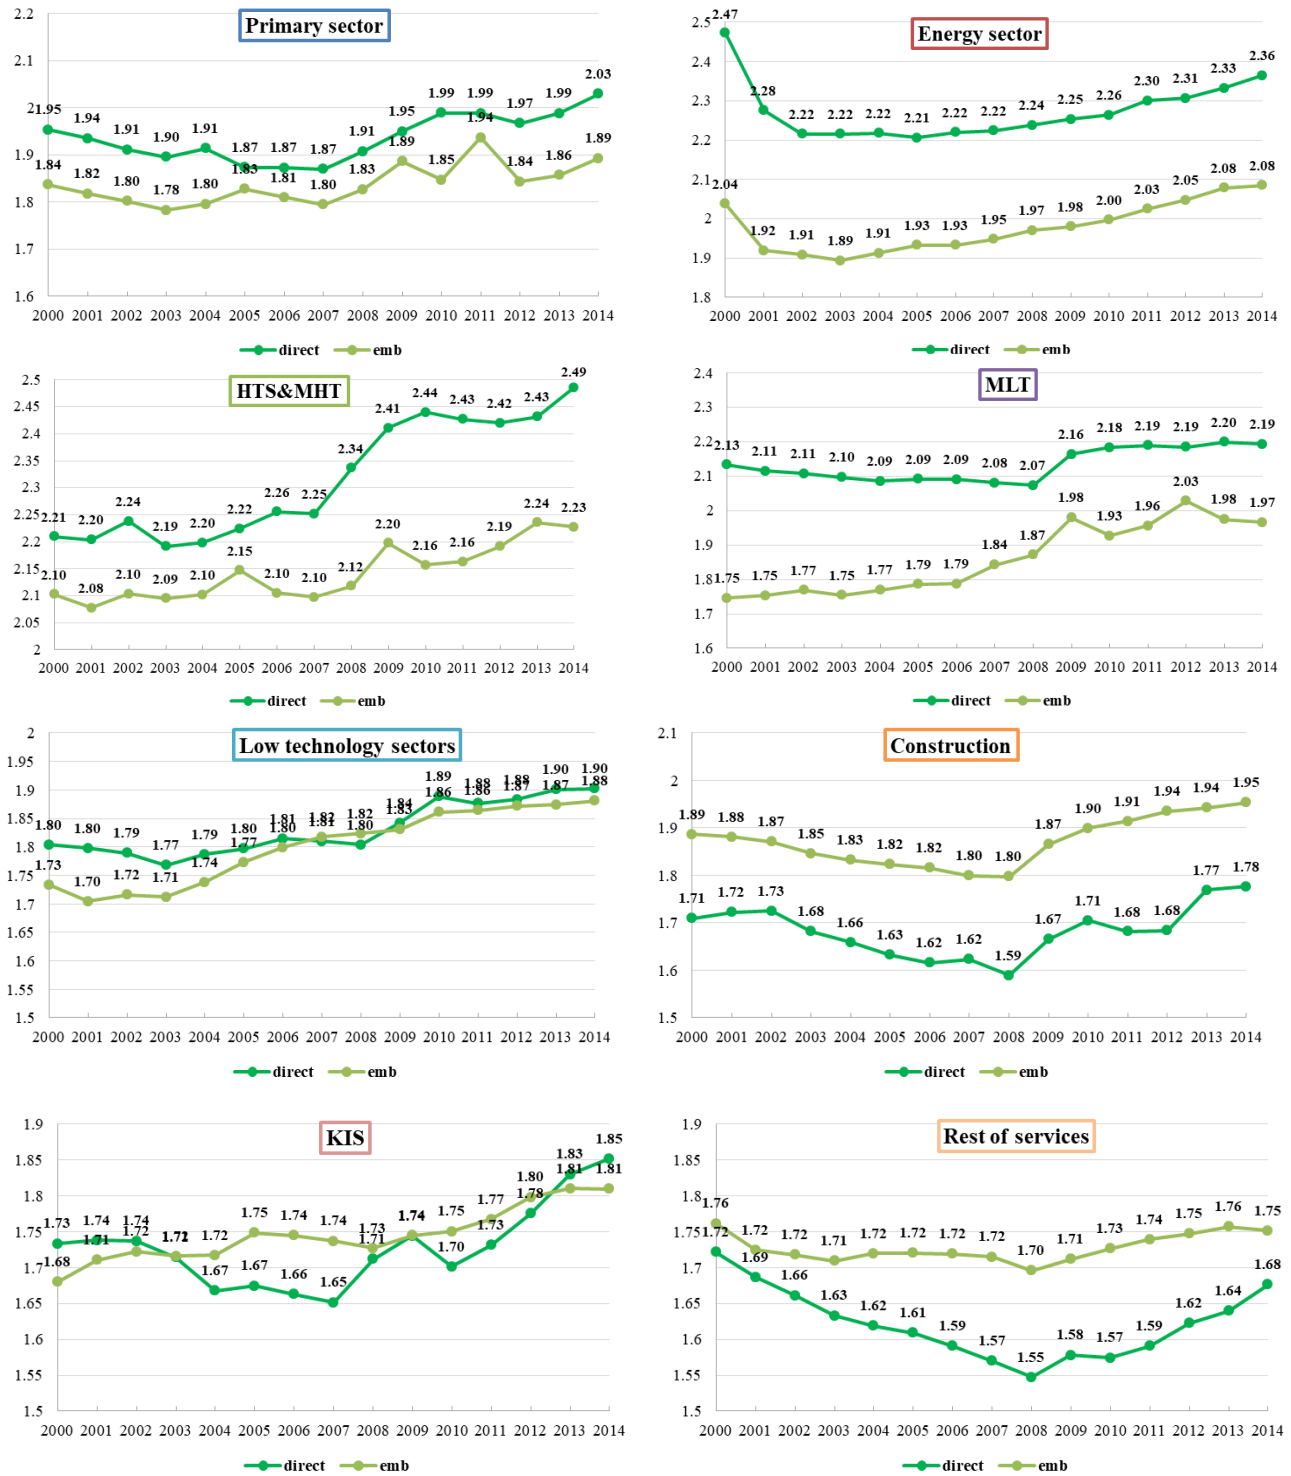 Primary sector
2.2
2.1
2
1.9
1.8
1.7
1.6
1.95 1.94 1.91 1.90 1.91 1.87 1.87 1.87 1.91 1.95 1.99 1.99 1.97 1.99 2.03
1.84 1.82 1.80 1.78 1.80 1.83 1.81 1.80 1.83 1.89 1.85 1.94 1.84 1.86 1.89
2000 2001 2002 2003 2004 2005 2006 2007 2008 2009 2010 2011 2012 2013 2014
direct emb
Energy sector
2.5
2.4
2.3
2.2
2.1
2
1.9
1.8
2.47 2.28 2.22 2.22 2.22 2.21 2.22 2.22 2.24 2.25 2.26 2.30 2.31 2.33 2.36
2.04 1.92 1.91 1.89 1.91 1.93 1.93 1.95 1.97 1.98 2.00 2.03 2.05 2.08 2.08
2000 2001 2002 2003 2004 2005 2006 2007 2008 2009 2010 2011 2012 2013 2014
direct emb
HTS&MHT
2.5
2.45
2.4
2.35
2.3
2.25
2.2
2.15
2.1
2.05
2
2.21 2.20 2.24 2.19 2.20 2.22 2.26 2.25 2.34 2.41 2.44 2.43 2.42 2.43 2.49
2.10 2.08 2.10 2.09 2.10 2.15 2.10 2.10 2.12 2.20 2.16 2.16 2.19 2.24 2.23
2000 2001 2002 2003 2004 2005 2006 2007 2008 2009 2010 2011 2012 2013 2014
direct emb
MLT
2.4
2.3
2.2
2.1
2
1.9
1.8
1.7
1.6
2.13 2.11 2.11 2.10 2.09 2.09 2.09 2.08 2.07 2.16 2.18 2.19 2.19 2.20 2.19
1.75 1.75 1.77 1.75 1.77 1.79 1.79 1.84 1.87 1.98 1.93 1.96 2.03 1.98 1.97
2000 2001 2002 2003 2004 2005 2006 2007 2008 2009 2010 2011 2012 2013 2014
direct emb
Low technology sectors
2
1.95
1.9
1.85
1.8
1.75
1.7
1.65
1.6
1.55
1.5
1.80 1.80 1.79 1.77 1.79 1.80 1.81 1.81 1.80 1.84 1.89 1.88 1.88 1.90 1.90
1.73 1.70 1.72 1.71 1.74 1.77 1.80 1.82 1.82 1.83 1.86 1.86 1.87 1.87 1.88
2000 2001 2002 2003 2004 2005 2006 2007 2008 2009 2010 2011 2012 2013 2014
direct emb
Construction
2.1
2
1.9
1.8
1.7
1.6
1.5
1.89 1.88 1.87 1.85 1.83 1.82 1.82 1.80 1.80 1.87 1.90 1.91 1.94 1.94 1.95
1.71 1.72 1.73 1.68 1.66 1.63 1.62 1.62 1.59 1.67 1.71 1.68 1.68 1.77 1.78
2000 2001 2002 2003 2004 2005 2006 2007 2008 2009 2010 2011 2012 2013 2014
direct emb
KIS
1.9
1.85
1.8
1.75
1.7
1.65
1.6
1.55
1.5
1.73 1.74 1.74 1.71 1.67 1.67 1.66 1.65 1.71 1.74 1.70 1.73 1.78 1.83 1.85
1.68 1.71 1.72 1.72 1.72 1.75 1.74 1.74 1.73 1.74 1.75 1.77 1.80 1.81 1.81
2000 2001 2002 2003 2004 2005 2006 2007 2008 2009 2010 2011 2012 2013 2014
direct emb
Rest of services
1.9
1.85
1.8
1.75
1.7
1.65
1.6
1.55
1.5
1.76 1.72 1.72 1.71 1.72 1.72 1.72 1.72 1.70 1.71 1.73 1.74 1.75 1.76 1.75
1.72 1.69 1.66 1.63 1.62 1.61 1.59 1.57 1.55 1.58 1.57 1.59 1.62 1.64 1.68
2000 2001 2002 2003 2004 2005 2006 2007 2008 2009 2010 2011 2012 2013 2014
direct emb